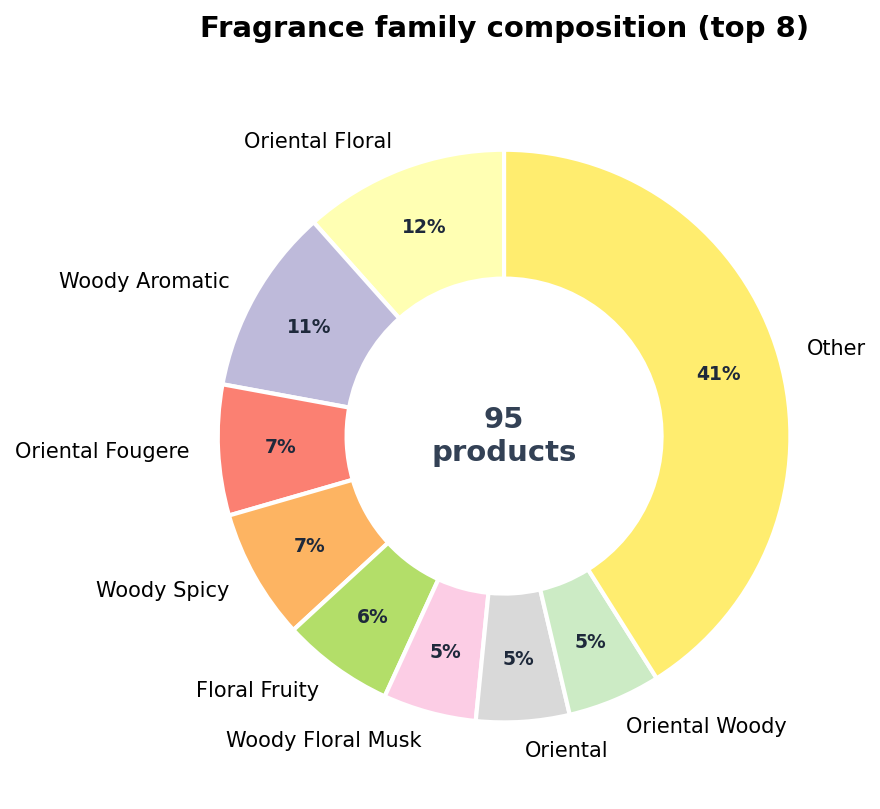 Fragrance family composition (top 8)
Oriental Floral
12%
Woody Aromatic
11%
Other
41%
95
products
Oriental Fougere
7%
Woody Spicy
7%
Floral Fruity
6%
Woody Floral Musk
5%
Oriental
5%
Oriental Woody
5%